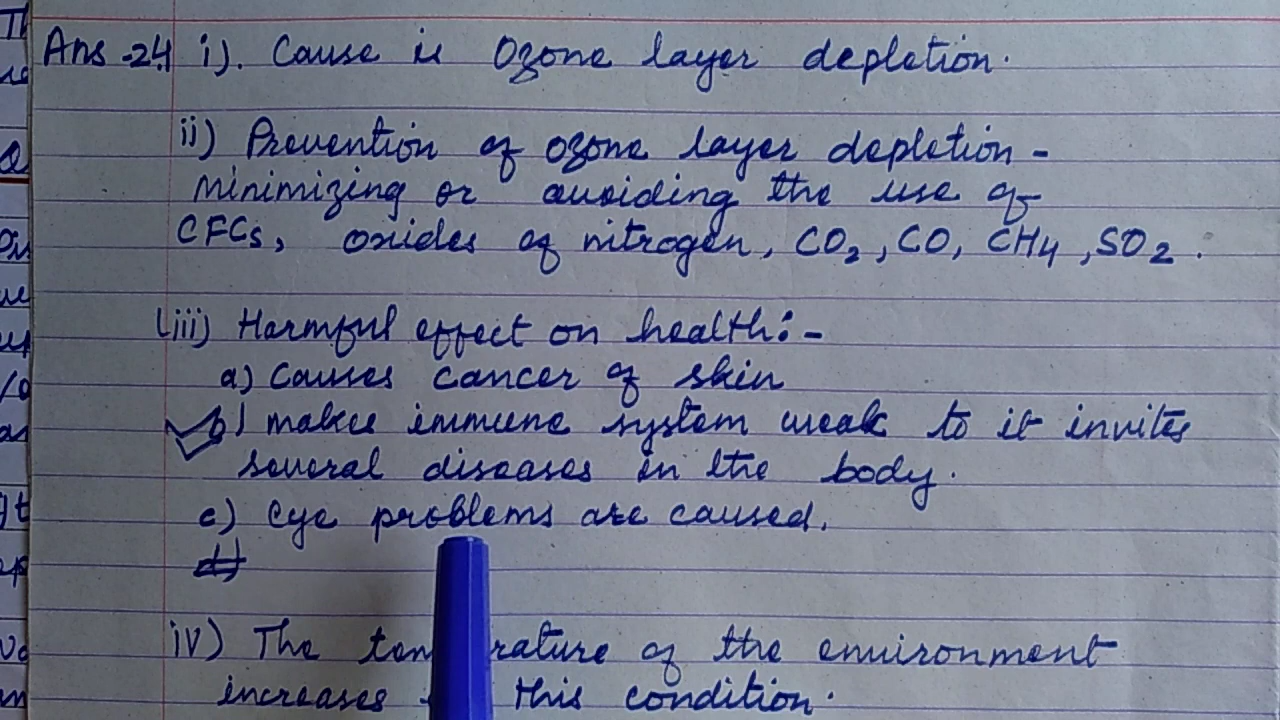 Ans-24 i). Cause is Ozone layer depletion.
ii) Prevention of ozone layer depletion -
minimizing or avoiding the use of
CFCs, oxides of nitrogen, CO2, CO, CH4, SO2.
(iii) Harmful effect on health:-
a) Causes cancer of skin
b) makes immune system weak to it invites
several diseases in the body.
c) Eye problems are caused.
d)
iv) The of the environment
increases this condition.